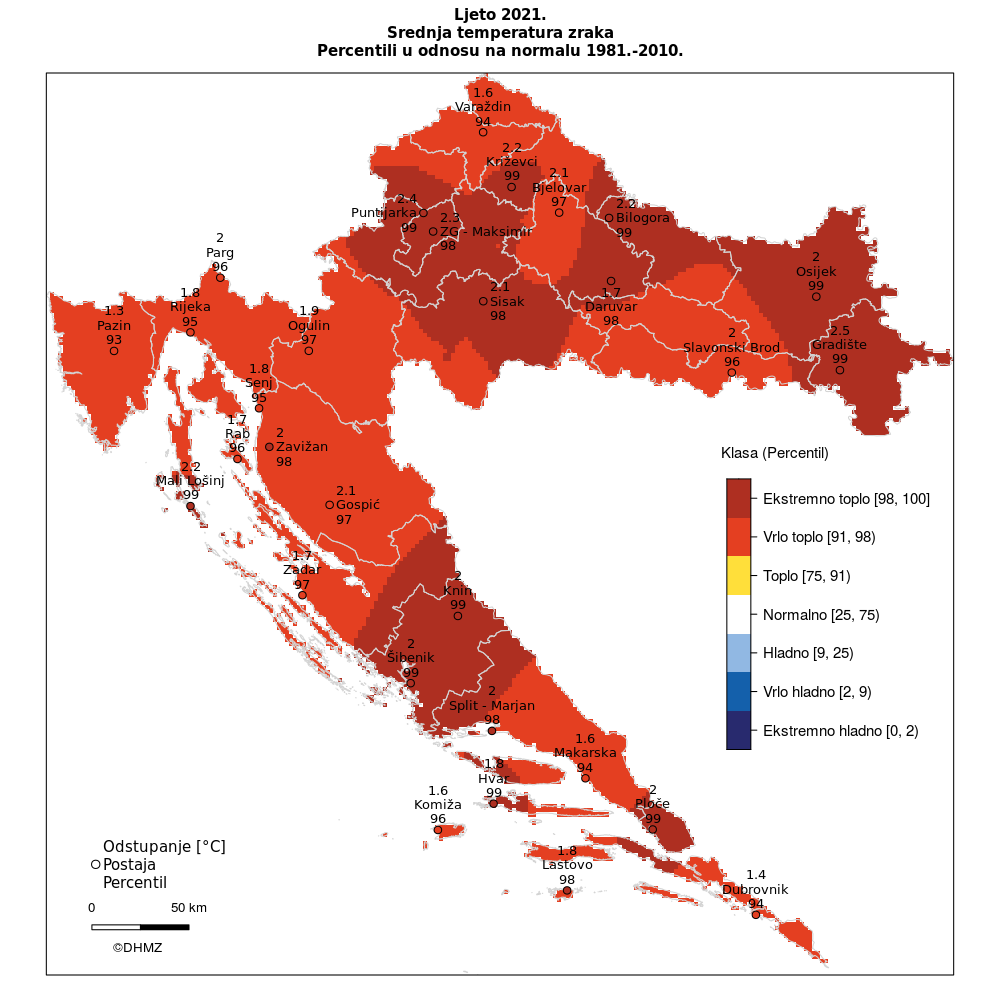 Ljeto 2021.
Srednja temperatura zraka
Percentili u odnosu na normalu 1981.-2010.
1.6
Varaždin
94
2.2
Križevci
99
2.1
Bjelovar
97
2.4
Puntijarka
99
2.3
ZG - Maksimir
98
2.2
Bilogora
99
2
Parg
96
2
Osijek
99
1.8
Rijeka
95
1.3
Pazin
93
1.9
Ogulin
97
2.1
Sisak
98
1.7
Daruvar
98
2
Slavonski Brod
96
2.5
Gradište
99
1.8
Senj
95
1.7
Rab
96
2
Zavižan
98
2.2
Mali Lošinj
99
2.1
Gospić
97
1.7
Zadar
97
2
Knin
99
2
Šibenik
99
2
Split - Marjan
98
1.6
Makarska
94
1.8
Hvar
99
1.6
Komiža
96
2
Ploče
99
1.8
Lastovo
98
1.4
Dubrovnik
94
Klasa (Percentil)
Ekstremno toplo [98, 100]
Vrlo toplo [91, 98)
Toplo [75, 91)
Normalno [25, 75)
Hladno [9, 25)
Vrlo hladno [2, 9)
Ekstremno hladno [0, 2)
Odstupanje [°C]
Postaja
Percentil
0 50 km
©DHMZ